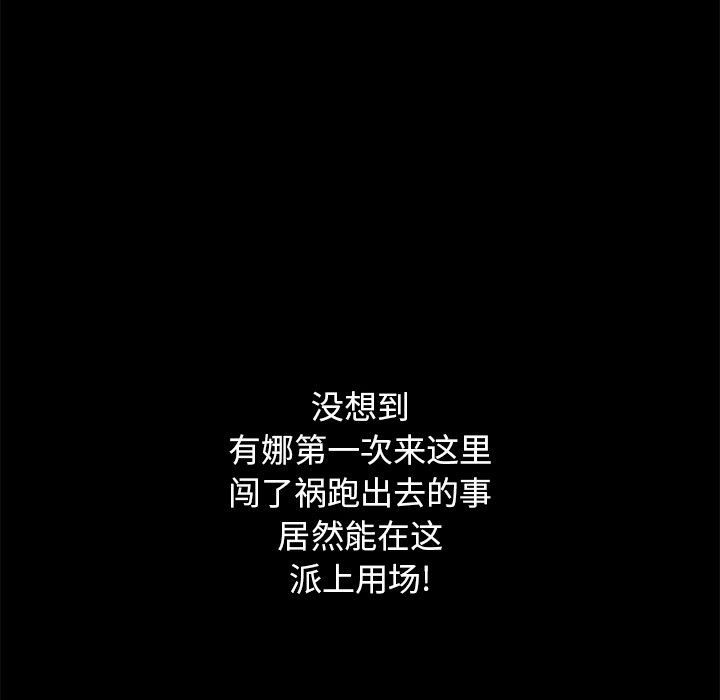 没想到
有娜第一次来这里
闯了祸跑出去的事
居然能在这
派上用场!